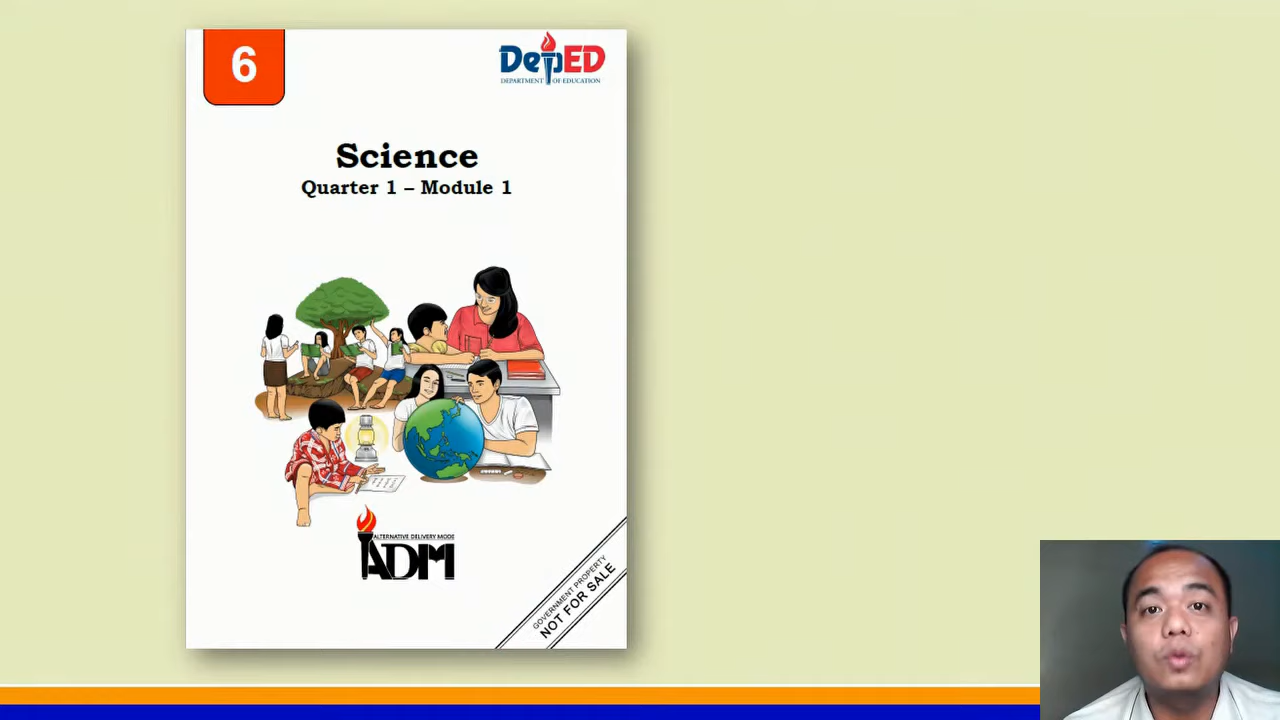 6
DepED
DEPARTMENT OF EDUCATION
Science
Quarter 1 – Module 1
ALTERNATIVE DELIVERY MODE
ADM
GOVERNMENT PROPERTY
NOT FOR SALE